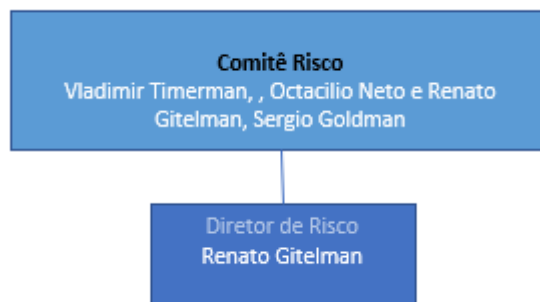 Comitê Risco
Vladimir Timerman, , Octacilio Neto e Renato
Gitelman, Sergio Goldman
Diretor de Risco
Renato Gitelman